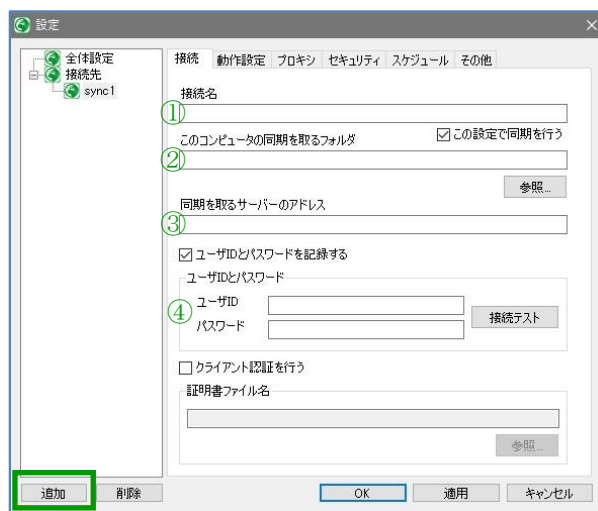 設定
全体設定
接続先
sync1
接続 動作設定 プロキシ セキュリティ スケジュール その他
接続名
①
このコンピュータの同期を取るフォルダ この設定で同期を行う
②
参照...
同期を取るサーバーのアドレス
③
ユーザIDとパスワードを記録する
ユーザIDとパスワード
④
ユーザID
パスワード
接続テスト
クライアント認証を行う
証明書ファイル名
参照...
追加 削除 OK 適用 キャンセル